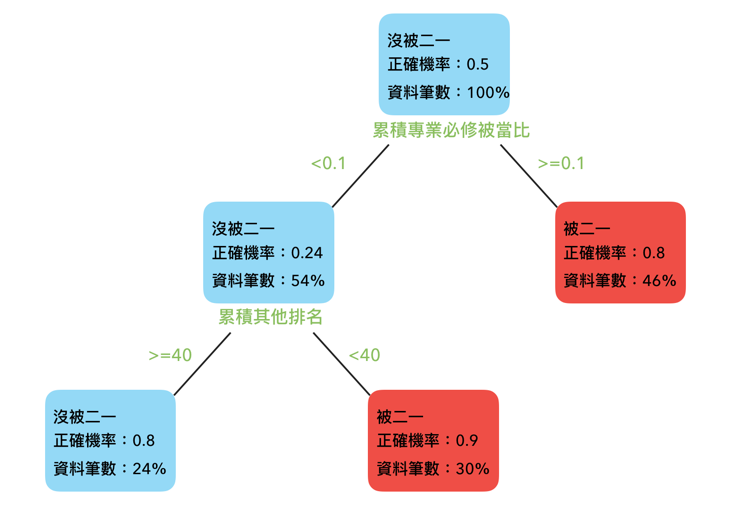 沒被二一
正確機率：0.5
資料筆數：100%
累積專業必修被當比
<0.1
>=0.1
沒被二一
正確機率：0.24
資料筆數：54%
被二一
正確機率：0.8
資料筆數：46%
累積其他排名
>=40
<40
沒被二一
正確機率：0.8
資料筆數：24%
被二一
正確機率：0.9
資料筆數：30%